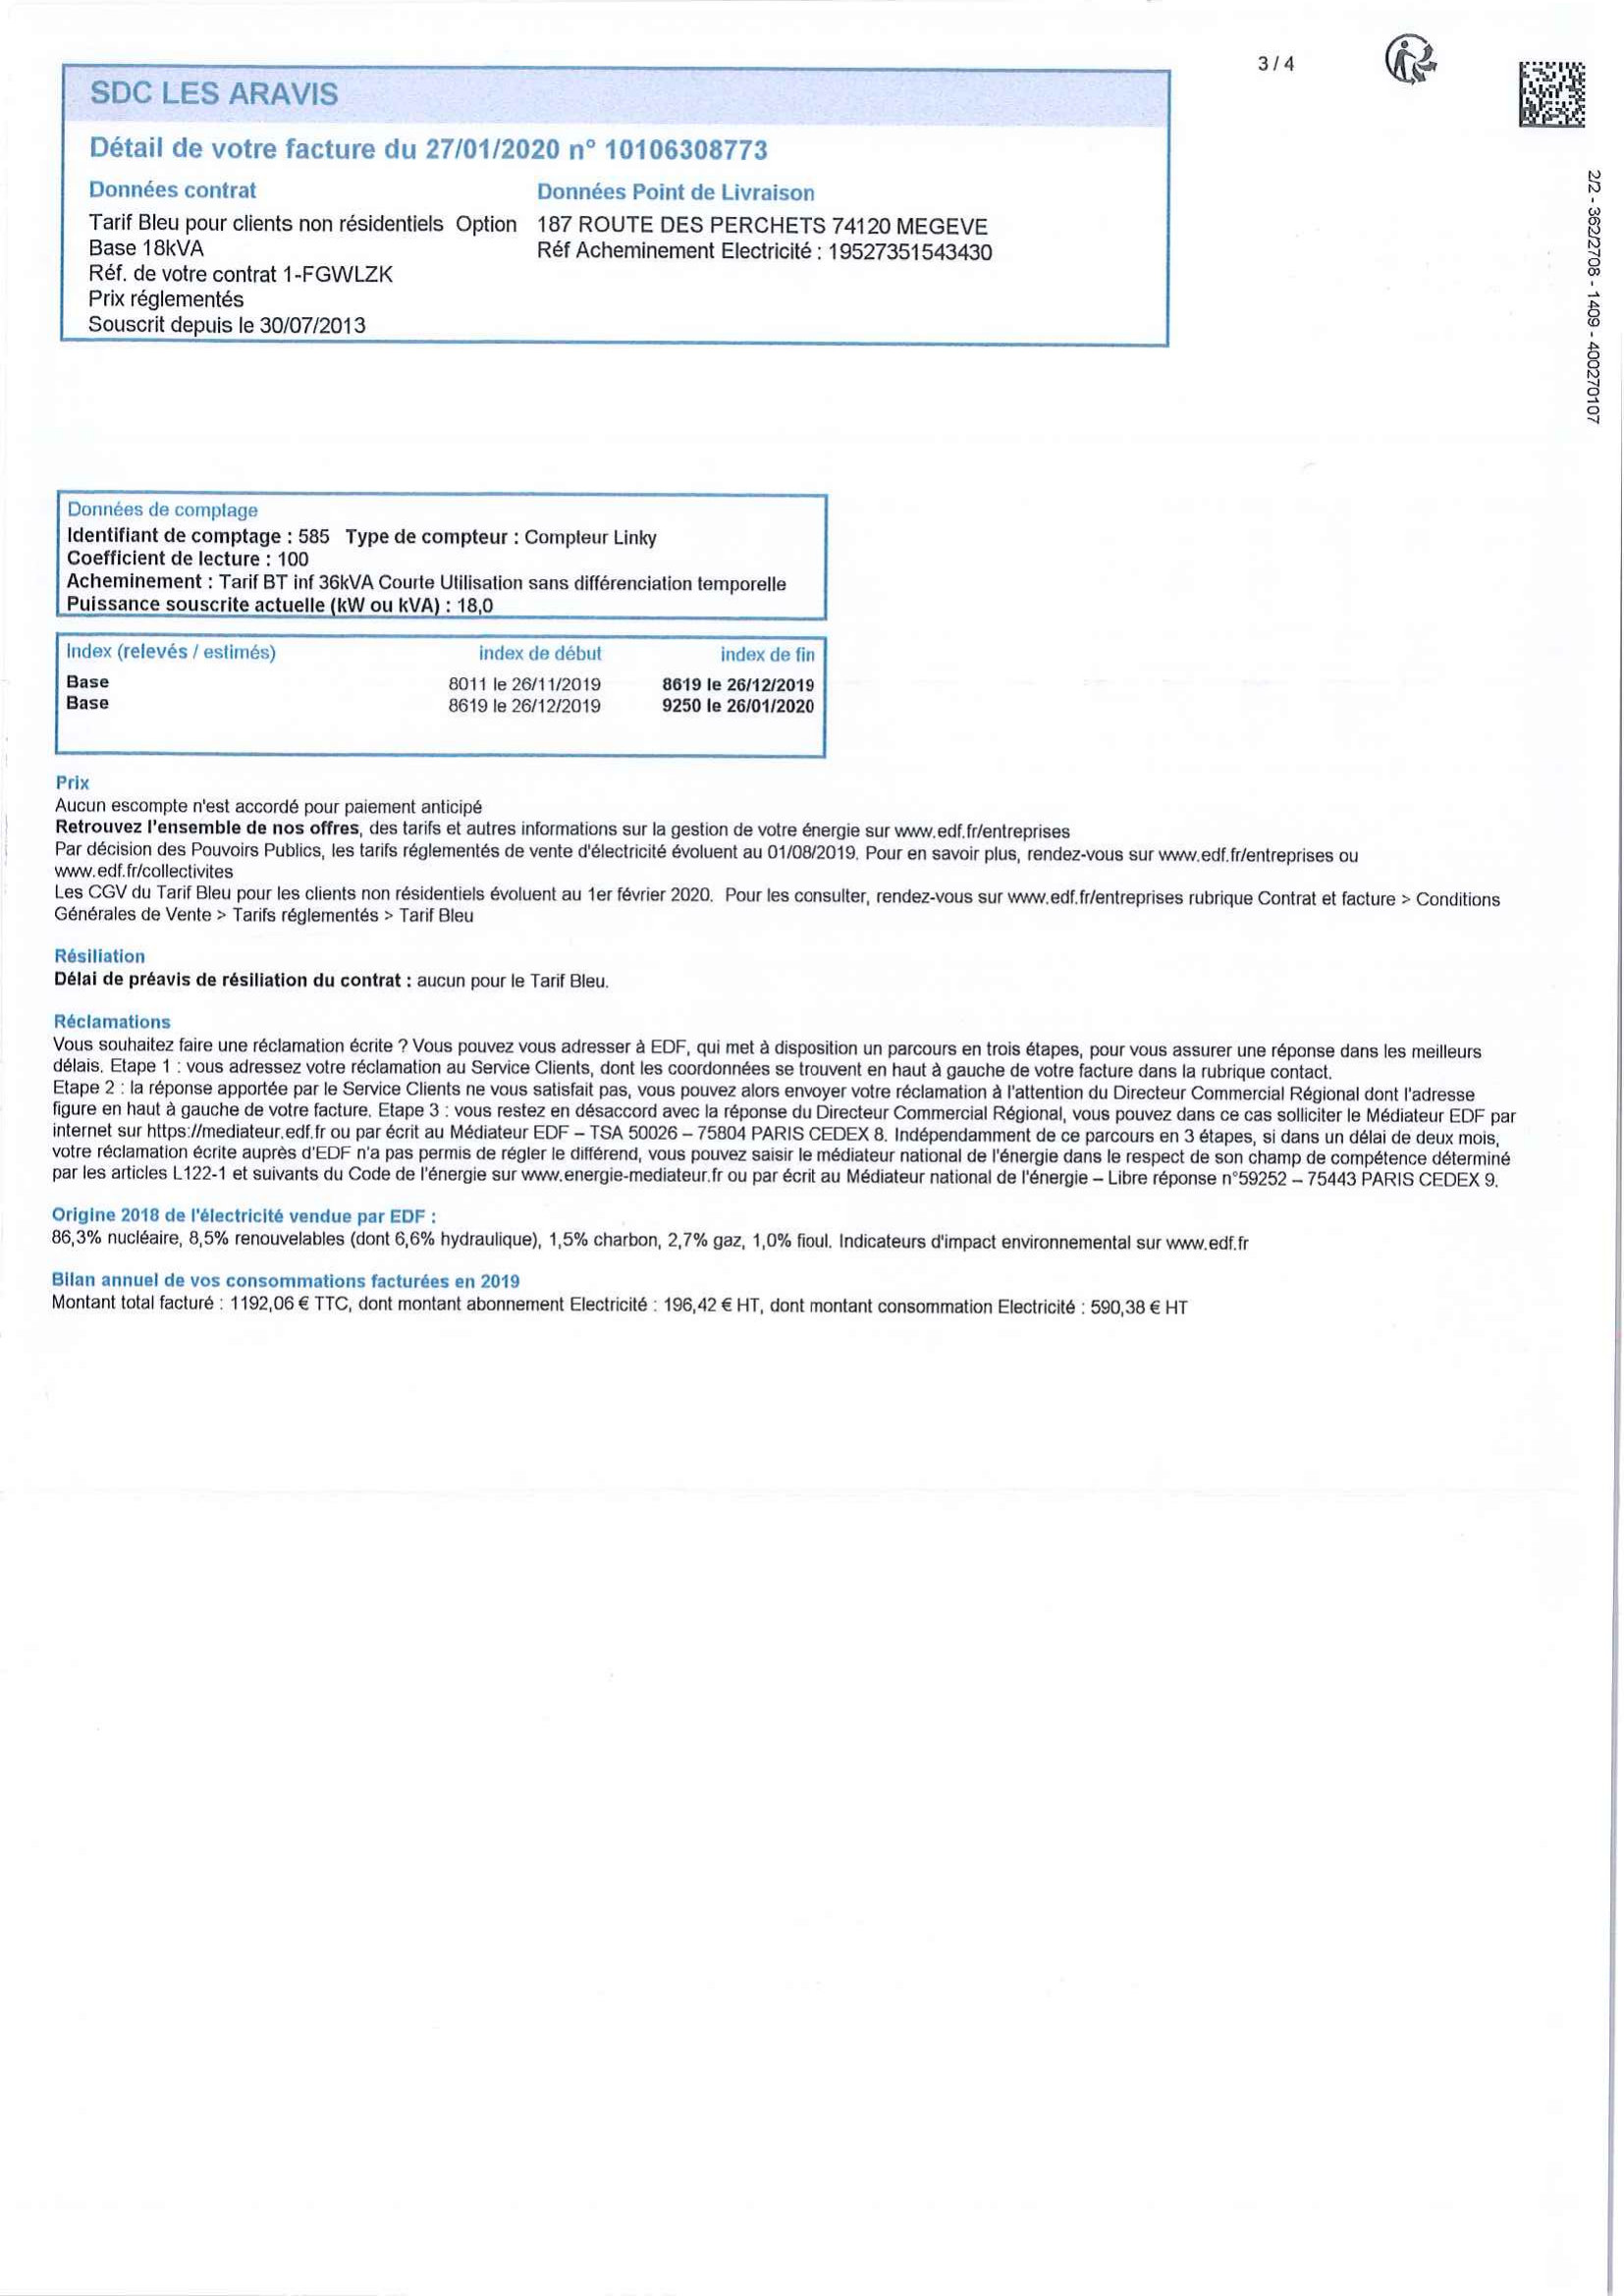 3 / 4
SDC LES ARAVIS
Détail de votre facture du 27/01/2020 n° 10106308773
Données contrat
Tarif Bleu pour clients non résidentiels Option
Base 18kVA
Réf. de votre contrat 1-FGWLZK
Prix réglementés
Souscrit depuis le 30/07/2013
Données Point de Livraison
187 ROUTE DES PERCHETS 74120 MEGEVE
Réf Acheminement Electricité : 19527351543430
2/2 - 3622708 - 1409 - 400270107
Données de comptage
Identifiant de comptage : 585 Type de compteur : Compteur Linky
Coefficient de lecture : 100
Acheminement : Tarif BT inf 36kVA Courte Utilisation sans différenciation temporelle
Puissance souscrite actuelle (kW ou kVA) : 18,0
Index (relevés / estimés) index de début index de fin
Base 8011 le 26/11/2019 8619 le 26/12/2019
Base 8619 le 26/12/2019 9250 le 26/01/2020
Prix
Aucun escompte n'est accordé pour paiement anticipé
Retrouvez l'ensemble de nos offres, des tarifs et autres informations sur la gestion de votre énergie sur www.edf.fr/entreprises
Par décision des Pouvoirs Publics, les tarifs réglementés de vente d'électricité évoluent au 01/08/2019. Pour en savoir plus, rendez-vous sur www.edf.fr/entreprises ou
www.edf.fr/collectivites
Les CGV du Tarif Bleu pour les clients non résidentiels évoluent au 1er février 2020. Pour les consulter, rendez-vous sur www.edf.fr/entreprises rubrique Contrat et facture > Conditions
Générales de Vente > Tarifs réglementés > Tarif Bleu
Résiliation
Délai de préavis de résiliation du contrat : aucun pour le Tarif Bleu.
Réclamations
Vous souhaitez faire une réclamation écrite ? Vous pouvez vous adresser à EDF, qui met à disposition un parcours en trois étapes, pour vous assurer une réponse dans les meilleurs
délais. Etape 1 : vous adressez votre réclamation au Service Clients, dont les coordonnées se trouvent en haut à gauche de votre facture dans la rubrique contact.
Etape 2 : la réponse apportée par le Service Clients ne vous satisfait pas, vous pouvez alors envoyer votre réclamation à l'attention du Directeur Commercial Régional dont l'adresse
figure en haut à gauche de votre facture. Etape 3 : vous restez en désaccord avec la réponse du Directeur Commercial Régional, vous pouvez dans ce cas solliciter le Médiateur EDF par
internet sur https://mediateur.edf.fr ou par écrit au Médiateur EDF – TSA 50026 – 75804 PARIS CEDEX 8. Indépendamment de ce parcours en 3 étapes, si dans un délai de deux mois,
votre réclamation écrite auprès d'EDF n'a pas permis de régler le différend, vous pouvez saisir le médiateur national de l'énergie dans le respect de son champ de compétence déterminé
par les articles L122-1 et suivants du Code de l'énergie sur www.energie-mediateur.fr ou par écrit au Médiateur national de l'énergie – Libre réponse n°59252 – 75443 PARIS CEDEX 9.
Origine 2018 de l'électricité vendue par EDF :
86,3% nucléaire, 8,5% renouvelables (dont 6,6% hydraulique), 1,5% charbon, 2,7% gaz, 1,0% fioul. Indicateurs d'impact environnemental sur www.edf.fr
Bilan annuel de vos consommations facturées en 2019
Montant total facturé : 1192,06 € TTC, dont montant abonnement Electricité : 196,42 € HT, dont montant consommation Electricité : 590,38 € HT